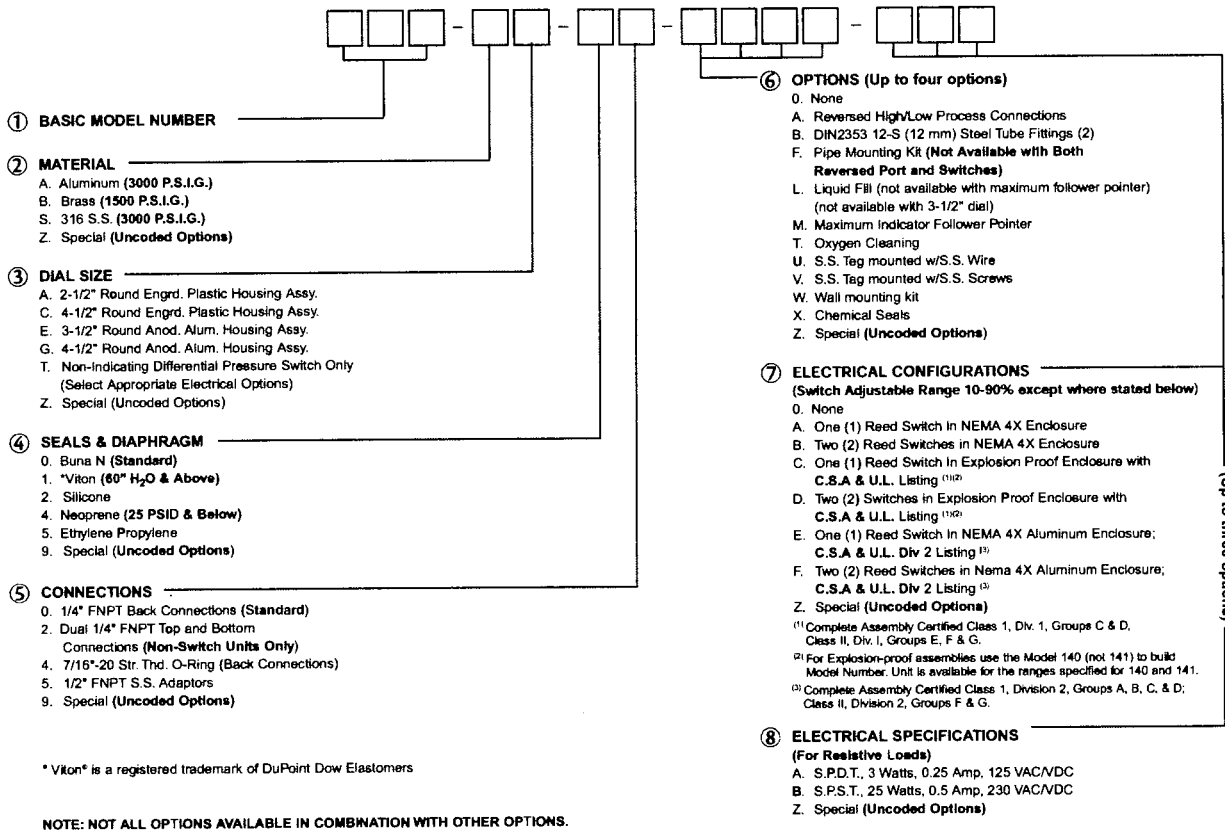 ① BASIC MODEL NUMBER
② MATERIAL
A. Aluminum (3000 P.S.I.G.)
B. Brass (1500 P.S.I.G.)
S. 316 S.S. (3000 P.S.I.G.)
Z. Special (Uncoded Options)
③ DIAL SIZE
A. 2-1/2" Round Engrd. Plastic Housing Assy.
C. 4-1/2" Round Engrd. Plastic Housing Assy.
E. 3-1/2" Round Anod. Alum. Housing Assy.
G. 4-1/2" Round Anod. Alum. Housing Assy.
T. Non-Indicating Differential Pressure Switch Only
(Select Appropriate Electrical Options)
Z. Special (Uncoded Options)
④ SEALS & DIAPHRAGM
0. Buna N (Standard)
1. *Viton (60" H₂O & Above)
2. Silicone
4. Neoprene (25 PSID & Below)
5. Ethylene Propylene
9. Special (Uncoded Options)
⑤ CONNECTIONS
0. 1/4" FNPT Back Connections (Standard)
2. Dual 1/4" FNPT Top and Bottom
Connections (Non-Switch Units Only)
4. 7/16"-20 Str. Thd. O-Ring (Back Connections)
5. 1/2" FNPT S.S. Adaptors
9. Special (Uncoded Options)
* Viton® is a registered trademark of DuPoint Dow Elastomers
NOTE: NOT ALL OPTIONS AVAILABLE IN COMBINATION WITH OTHER OPTIONS.
⑥ OPTIONS (Up to four options)
0. None
A. Reversed High/Low Process Connections
B. DIN2353 12-S (12 mm) Steel Tube Fittings (2)
F. Pipe Mounting Kit (Not Available with Both
Reversed Port and Switches)
L. Liquid Fill (not available with maximum follower pointer)
(not available with 3-1/2" dial)
M. Maximum Indicator Follower Pointer
T. Oxygen Cleaning
U. S.S. Tag mounted w/S.S. Wire
V. S.S. Tag mounted w/S.S. Screws
W. Wall mounting kit
X. Chemical Seals
Z. Special (Uncoded Options)
⑦ ELECTRICAL CONFIGURATIONS
(Switch Adjustable Range 10-90% except where stated below)
0. None
A. One (1) Reed Switch in NEMA 4X Enclosure
B. Two (2) Reed Switches in NEMA 4X Enclosure
C. One (1) Reed Switch In Explosion Proof Enclosure with
C.S.A & U.L. Listing (1)(2)
D. Two (2) Switches in Explosion Proof Enclosure with
C.S.A & U.L. Listing (1)(2)
E. One (1) Reed Switch In NEMA 4X Aluminum Enclosure;
C.S.A & U.L. Div 2 Listing (3)
F. Two (2) Reed Switches in Nema 4X Aluminum Enclosure;
C.S.A & U.L. Div 2 Listing (3)
Z. Special (Uncoded Options)
(1) Complete Assembly Certified Class 1, Div. 1, Groups C & D,
Class II, Div. I, Groups E, F & G.
(2) For Explosion-proof assemblies use the Model 140 (not 141) to build
Model Number. Unit is available for the ranges specified for 140 and 141.
(3) Complete Assembly Certified Class 1, Division 2, Groups A, B, C, & D;
Class II, Division 2, Groups F & G.
⑧ ELECTRICAL SPECIFICATIONS
(For Resistive Loads)
A. S.P.D.T., 3 Watts, 0.25 Amp, 125 VAC/VDC
B. S.P.S.T., 25 Watts, 0.5 Amp, 230 VAC/VDC
Z. Special (Uncoded Options)